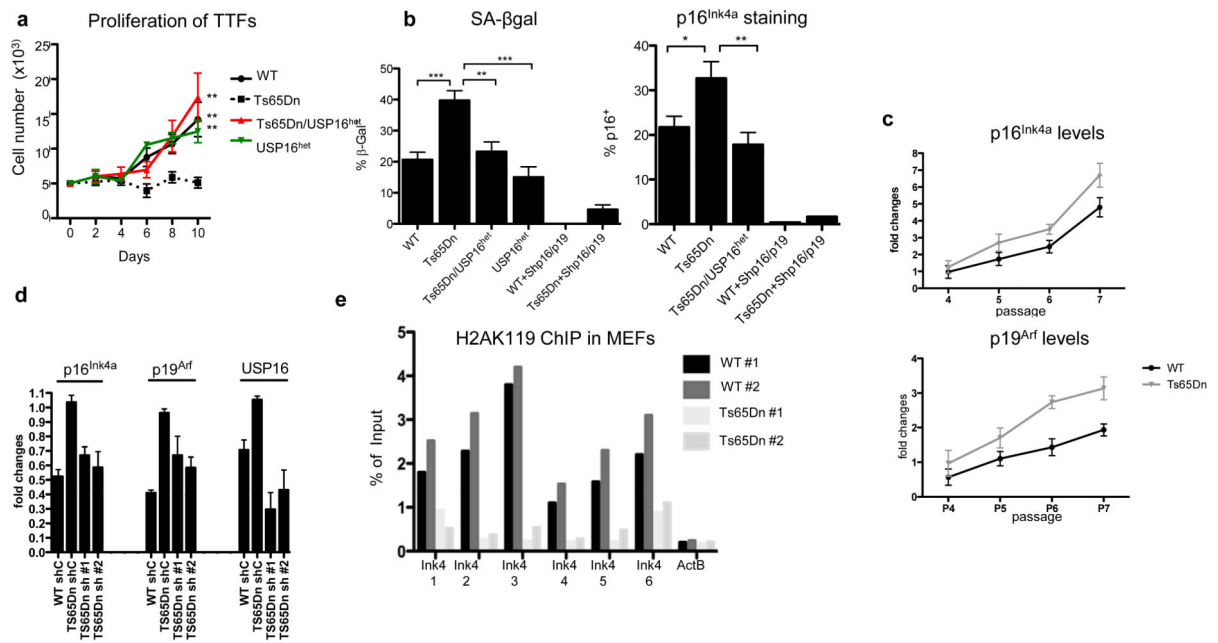 a
Proliferation of TTFs
Cell number (x10³)
25
20
15
10
5
0
0 2 4 6 8 10
Days
**
**
**
WT
Ts65Dn
Ts65Dn/USP16het
USP16het
b
SA-βgal
% β-Gal
50
40
30
20
10
0
***
**
***
WT
Ts65Dn
Ts65Dn/USP16het
USP16het
WT+Shp16/p19
Ts65Dn+Shp16/p19
p16Ink4a staining
% p16+
40
30
20
10
0
*
**
WT
Ts65Dn
Ts65Dn/USP16het
WT+Shp16/p19
Ts65Dn+Shp16/p19
c
p16Ink4a levels
fold changes
8
7
6
5
4
3
2
1
0
4 5 6 7
passage
p19Arf levels
fold changes
4
3
2
1
0
P4 P5 P6 P7
passage
WT
Ts65Dn
d
p16Ink4a
p19Arf
USP16
fold changes
1.1
1.0
0.9
0.8
0.7
0.6
0.5
0.4
0.3
0.2
0.1
0.0
WT shC
TS65Dn shC
TS65Dn sh #1
TS65Dn sh #2
WT shC
TS65Dn shC
TS65Dn sh #1
TS65Dn sh #2
WT shC
TS65Dn shC
TS65Dn sh #1
TS65Dn sh #2
e
H2AK119 ChIP in MEFs
% of Input
5
4
3
2
1
0
Ink4 1
Ink4 2
Ink4 3
Ink4 4
Ink4 5
Ink4 6
ActB
WT #1
WT #2
Ts65Dn #1
Ts65Dn #2